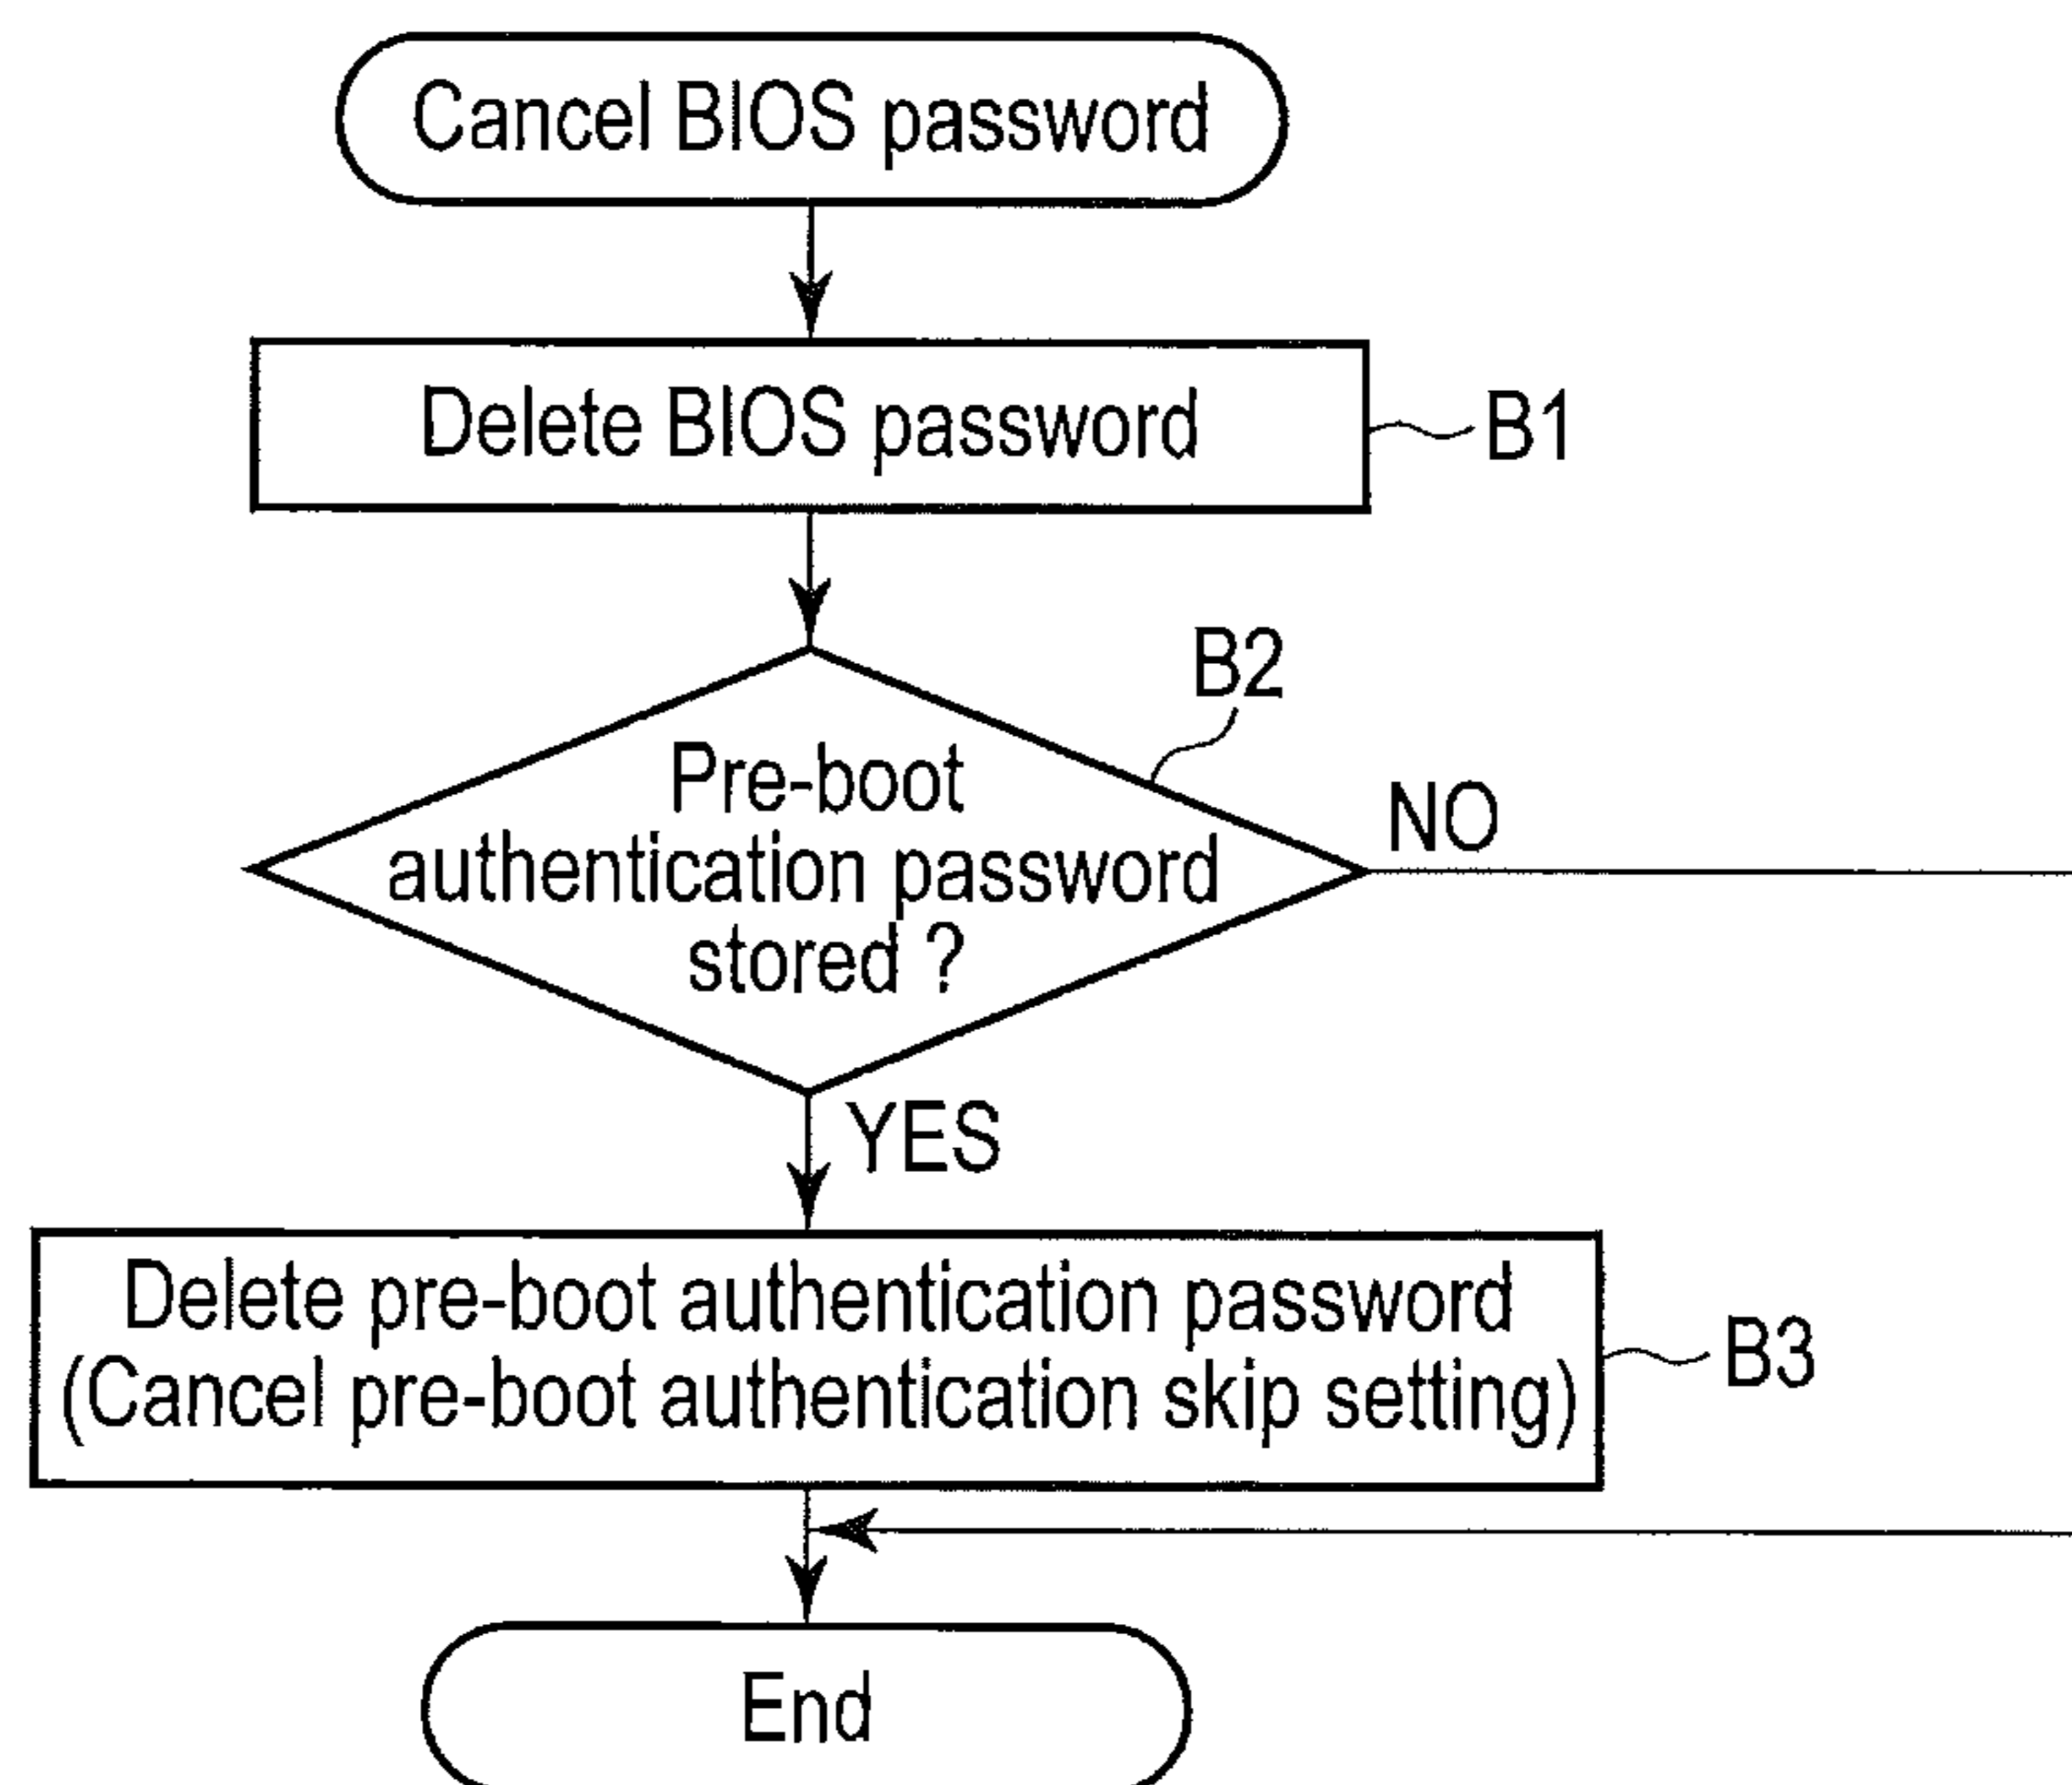 Cancel BIOS password
Delete BIOS password
B1
B2
Pre-boot
authentication password
stored ?
NO
YES
Delete pre-boot authentication password
(Cancel pre-boot authentication skip setting)
B3
End